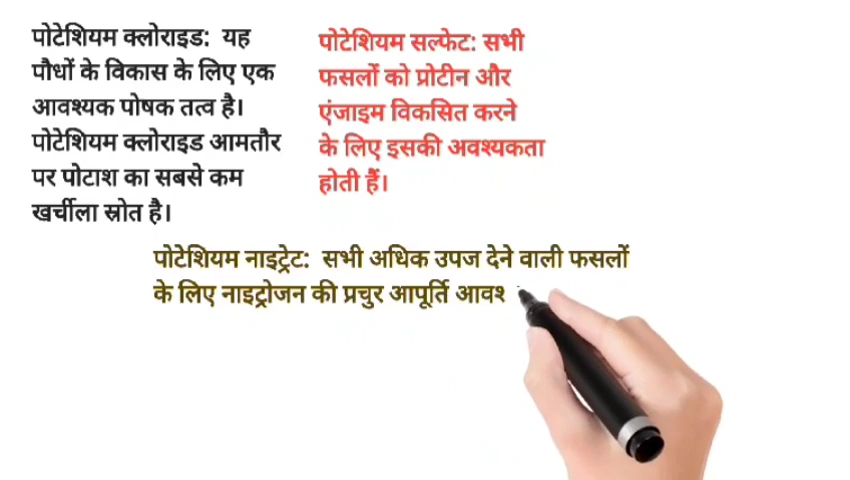 पोटेशियम क्लोराइड: यह
पौधों के विकास के लिए एक
आवश्यक पोषक तत्व है।
पोटेशियम क्लोराइड आमतौर
पर पोटाश का सबसे कम
खर्चीला स्रोत है।
पोटेशियम सल्फेट: सभी
फसलों को प्रोटीन और
एंजाइम विकसित करने
के लिए इसकी अवश्यकता
होती हैं।
पोटेशियम नाइट्रेट: सभी अधिक उपज देने वाली फसलों
के लिए नाइट्रोजन की प्रचुर आपूर्ति आवश